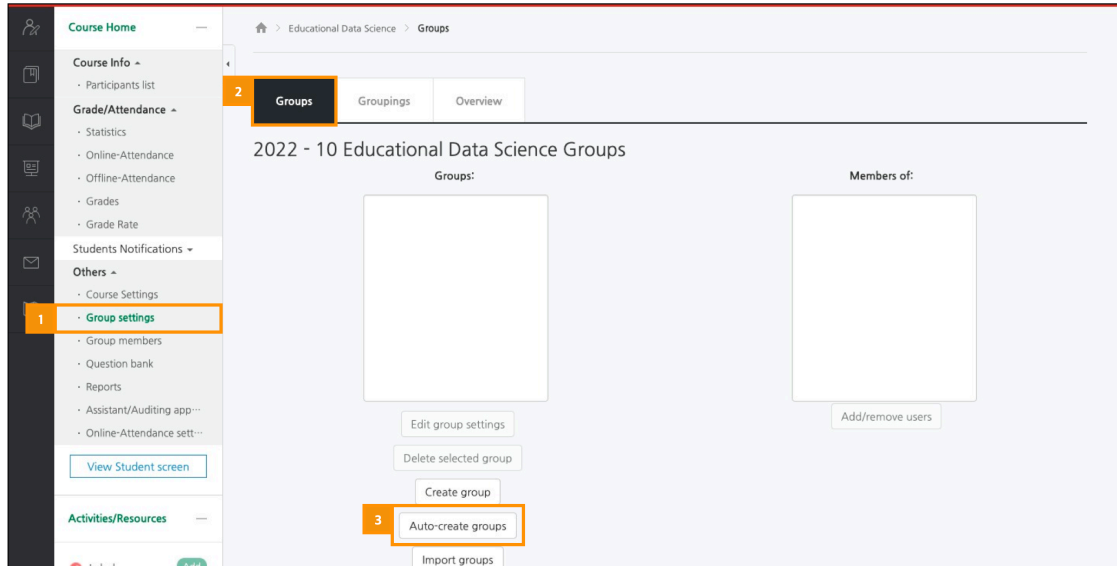 Course Home
Course Info
· Participants list
Grade/Attendance
· Statistics
· Online-Attendance
· Offline-Attendance
· Grades
· Grade Rate
Students Notifications
Others
· Course Settings
1
· Group settings
· Group members
· Question bank
· Reports
· Assistant/Auditing app···
· Online-Attendance sett···
View Student screen
Activities/Resources
Add
> Educational Data Science > Groups
2
Groups Groupings Overview
2022 - 10 Educational Data Science Groups
Groups:
Edit group settings
Delete selected group
Create group
3
Auto-create groups
Import groups
Members of:
Add/remove users